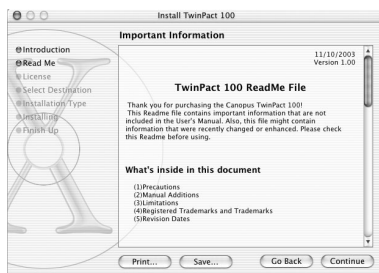 Install TwinPact 100
Important Information
Introduction
Read Me
License
Select Destination
Installation Type
Installing
Finish Up
11/10/2003
Version 1.00
TwinPact 100 ReadMe File
Thank you for purchasing the Canopus TwinPact 100!
This Readme file contains important information that are not
included in the User's Manual. Also, this file might contain
information that were recently changed or enhanced. Please check
this Readme before using.
What's inside in this document
(1)Precautions
(2)Manual Additions
(3)Limitations
(4)Registered Trademarks and Trademarks
(5)Revision Dates
Print...
Save...
Go Back
Continue